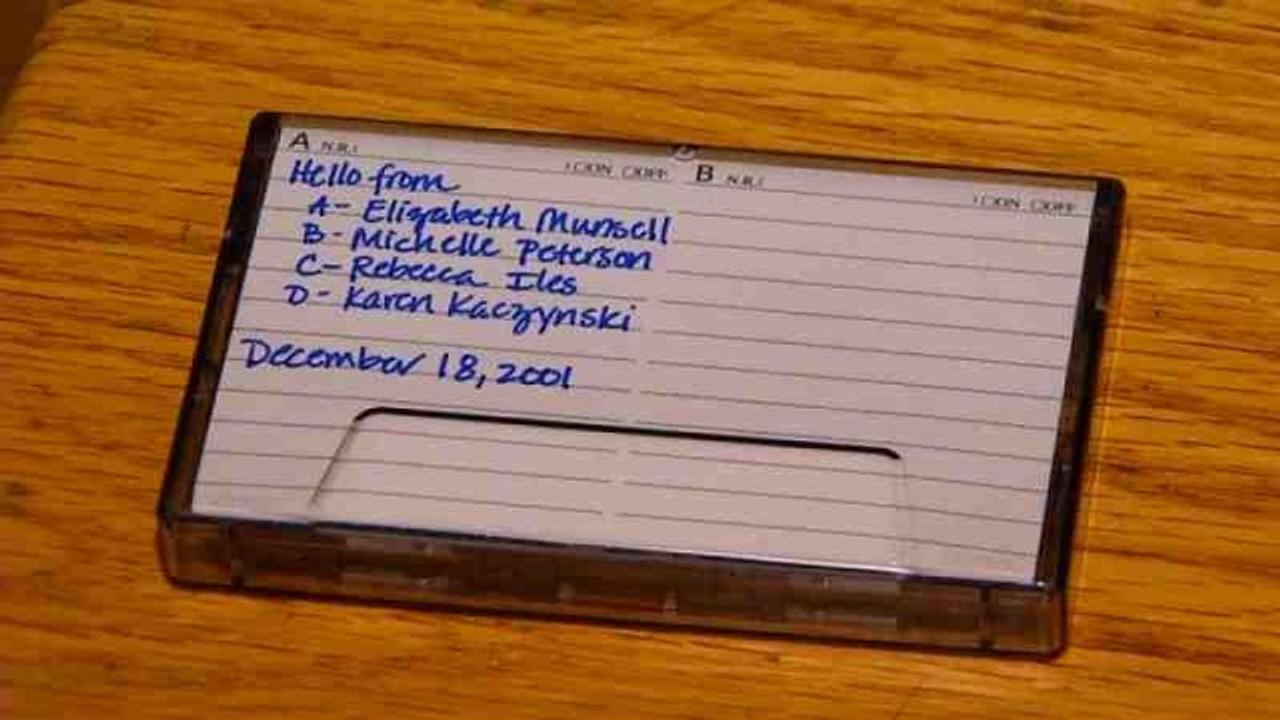 A N.R. B N.R.
Hello from
A- Elizabeth Munsell
B- Michelle Peterson
C- Rebecca Iles
D- Karen Kaczynski
December 18, 2001